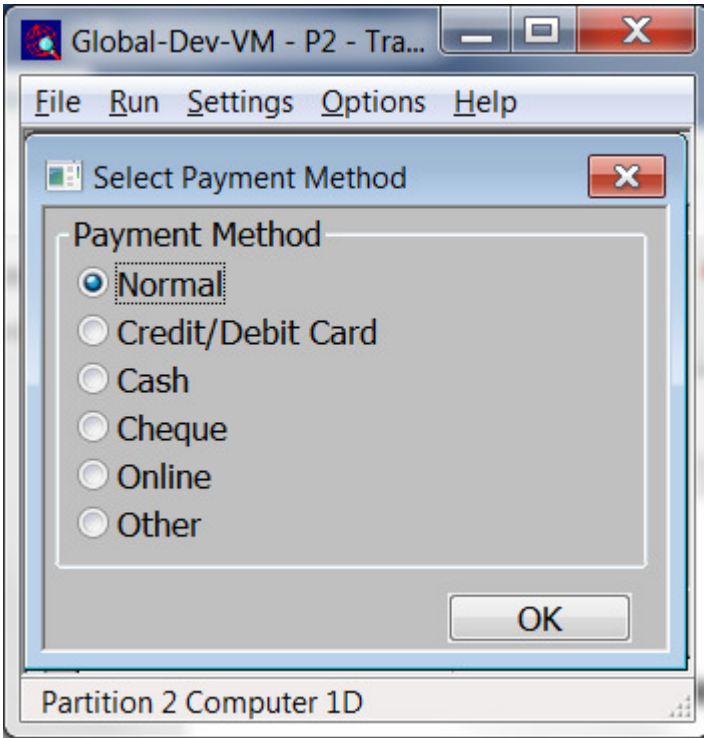 Global-Dev-VM - P2 - Tra...
File Run Settings Options Help
Select Payment Method
Payment Method
Normal
Credit/Debit Card
Cash
Cheque
Online
Other
OK
Partition 2 Computer 1D